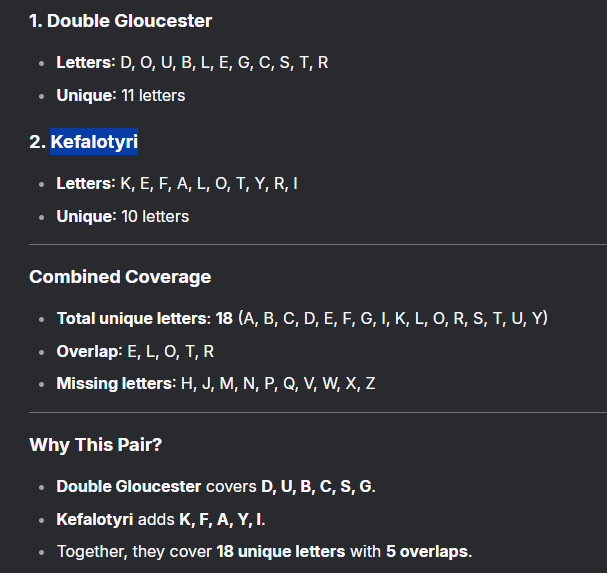 1. Double Gloucester
• Letters: D, O, U, B, L, E, G, C, S, T, R
• Unique: 11 letters
2. Kefalotyri
• Letters: K, E, F, A, L, O, T, Y, R, I
• Unique: 10 letters
Combined Coverage
• Total unique letters: 18 (A, B, C, D, E, F, G, I, K, L, O, R, S, T, U, Y)
• Overlap: E, L, O, T, R
• Missing letters: H, J, M, N, P, Q, V, W, X, Z
Why This Pair?
• Double Gloucester covers D, U, B, C, S, G.
• Kefalotyri adds K, F, A, Y, I.
• Together, they cover 18 unique letters with 5 overlaps.